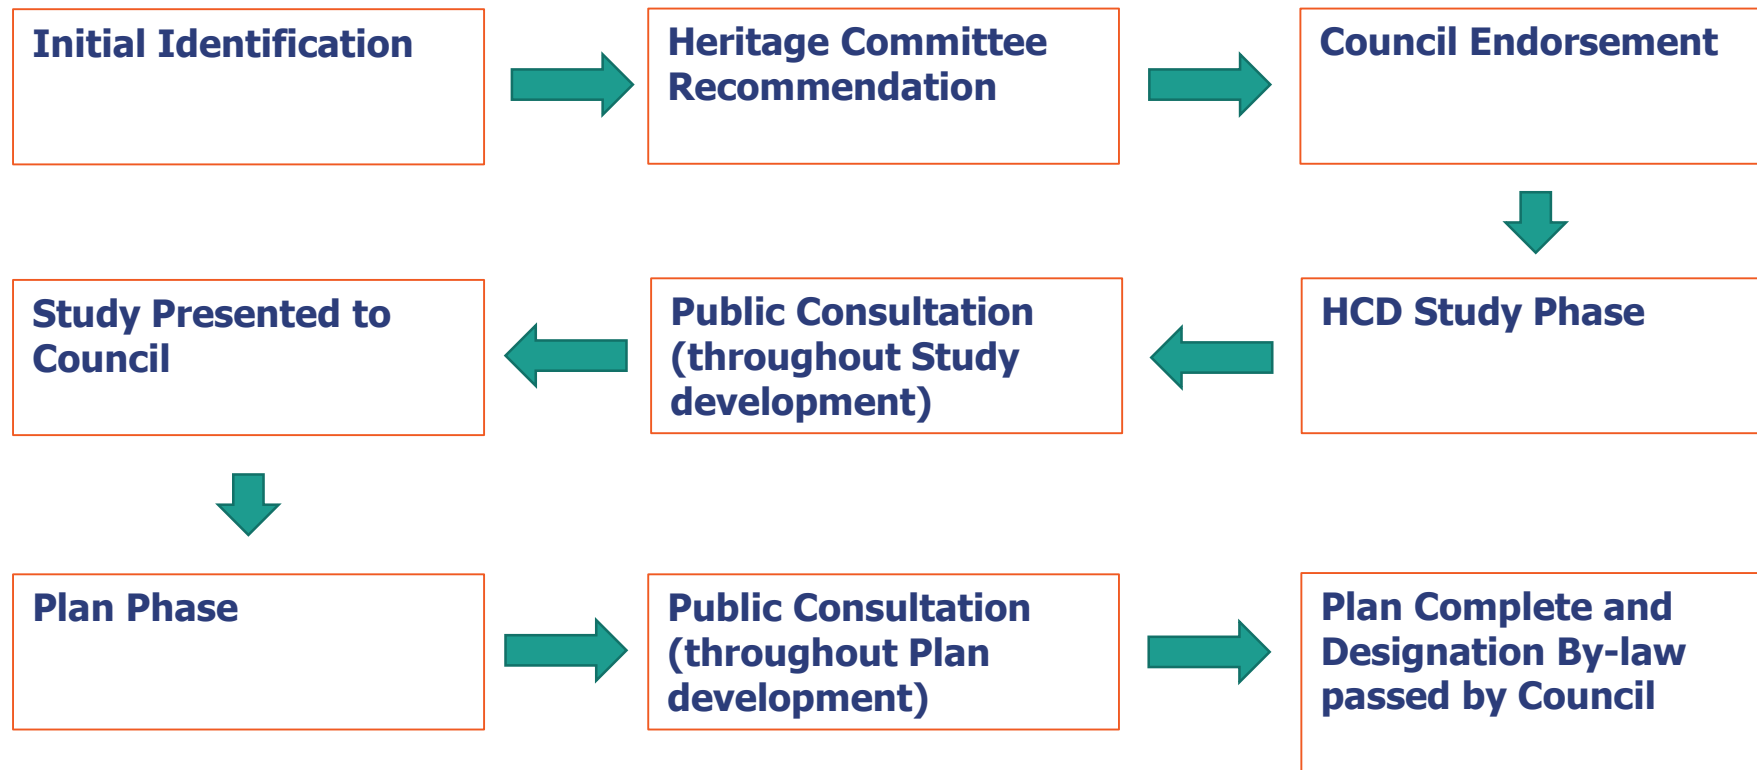 Initial Identification
Heritage Committee
Recommendation
Council Endorsement
HCD Study Phase
Public Consultation
(throughout Study
development)
Study Presented to
Council
Plan Phase
Public Consultation
(throughout Plan
development)
Plan Complete and
Designation By-law
passed by Council